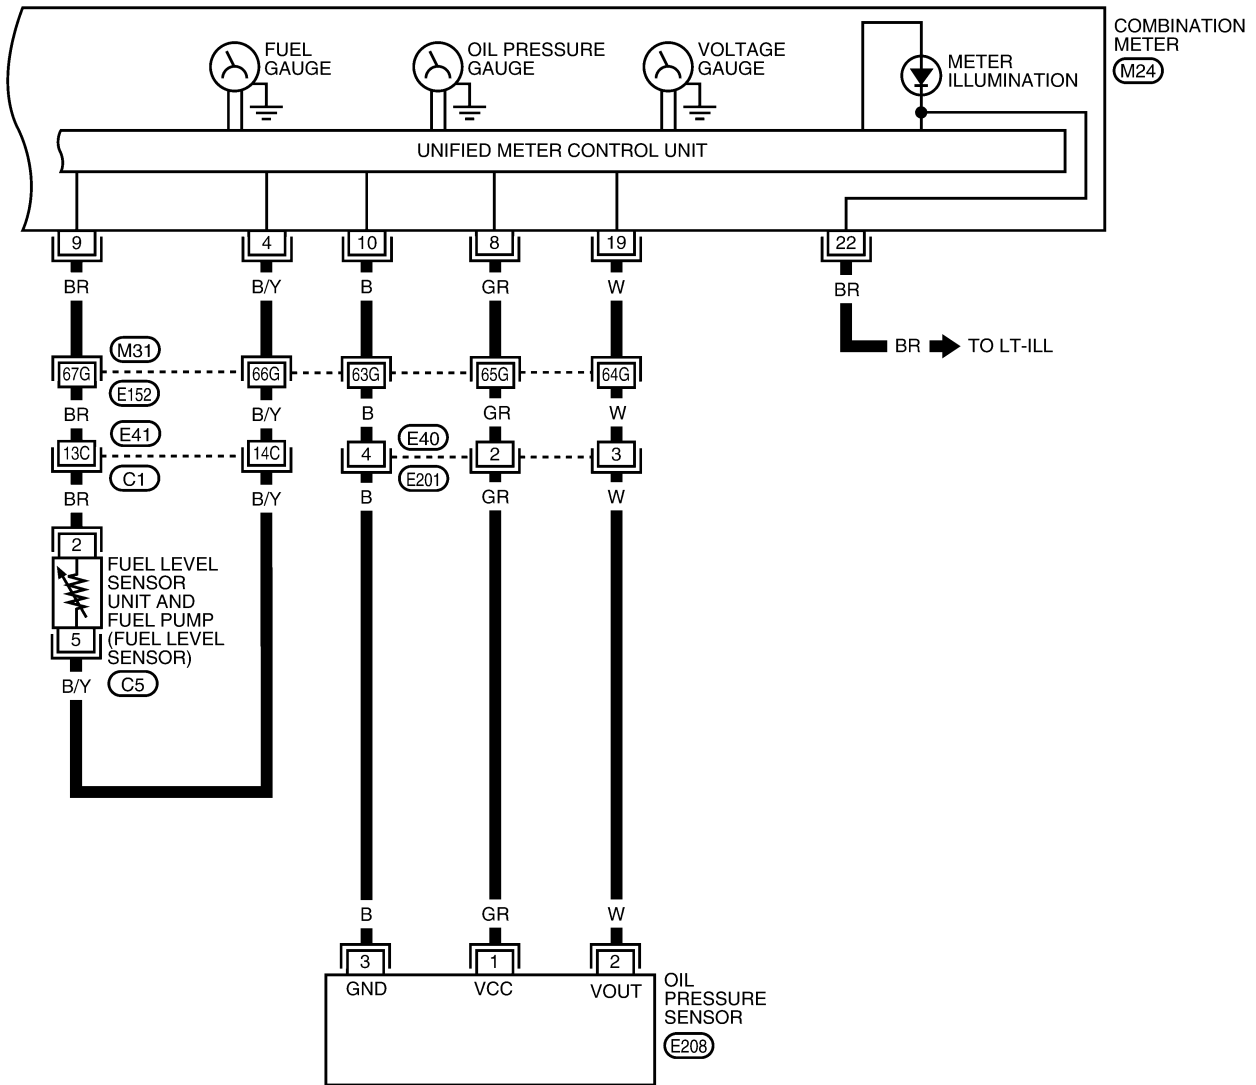 COMBINATION
METER
M24
FUEL
GAUGE
OIL PRESSURE
GAUGE
VOLTAGE
GAUGE
METER
ILLUMINATION
UNIFIED METER CONTROL UNIT
9 4 10 8 19 22
BR B/Y B GR W BR
BR TO LT-ILL
M31
67G 66G 63G 65G 64G
E152
BR B/Y B GR W
E41 E40
13C 14C 4 2 3
C1 E201
BR B/Y B GR W
2
FUEL LEVEL
SENSOR
UNIT AND
FUEL PUMP
(FUEL LEVEL
SENSOR)
5
C5
B/Y
B GR W
3 1 2
GND VCC VOUT
OIL
PRESSURE
SENSOR
E208